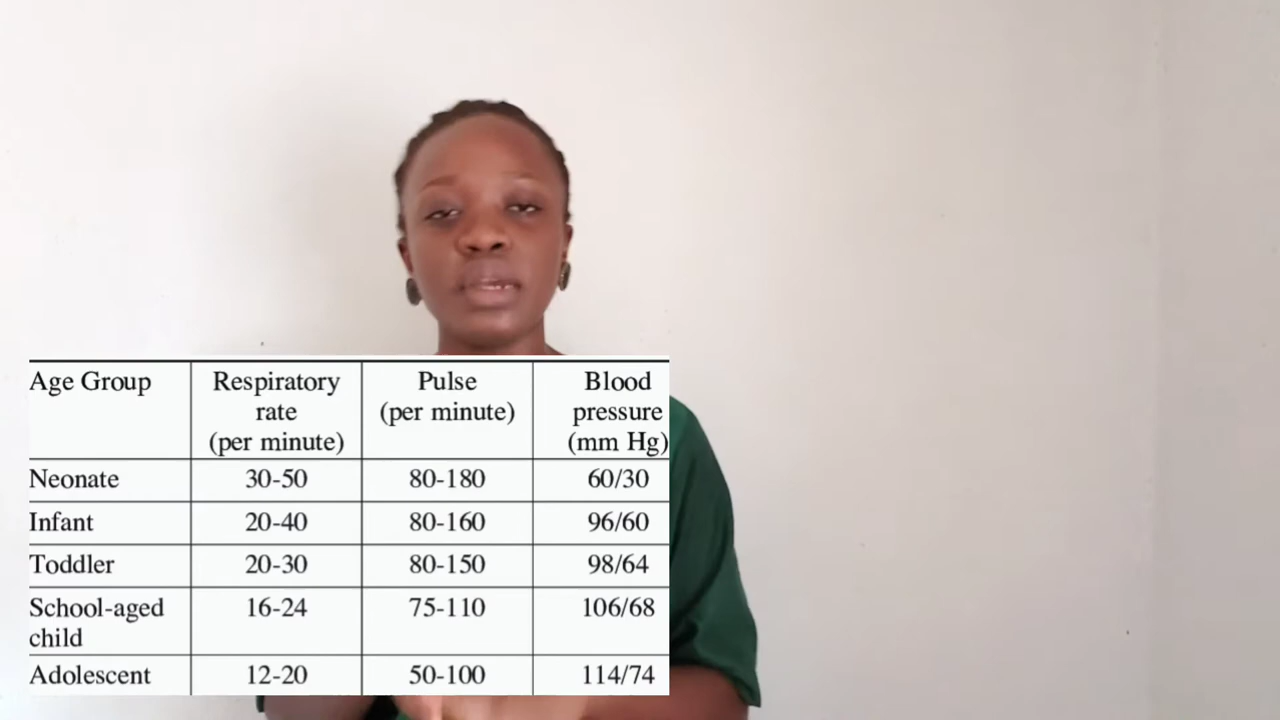 Age Group Respiratory rate (per minute) Pulse (per minute) Blood pressure (mm Hg)
Neonate 30-50 80-180 60/30
Infant 20-40 80-160 96/60
Toddler 20-30 80-150 98/64
School-aged child 16-24 75-110 106/68
Adolescent 12-20 50-100 114/74